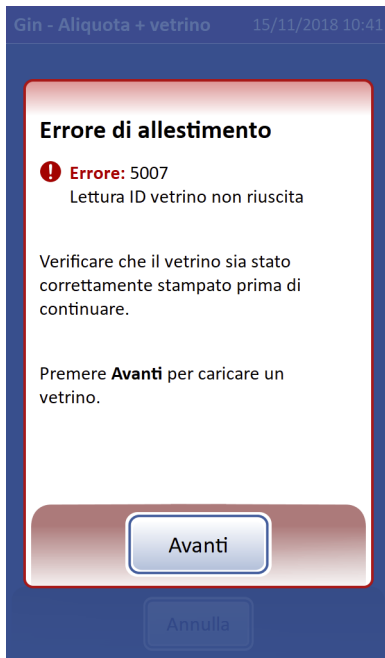 Gin - Aliquota + vetrino 15/11/2018 10:41
Errore di allestimento
Errore: 5007
Lettura ID vetrino non riuscita
Verificare che il vetrino sia stato
correttamente stampato prima di
continuare.
Premere Avanti per caricare un
vetrino.
Avanti
Annulla